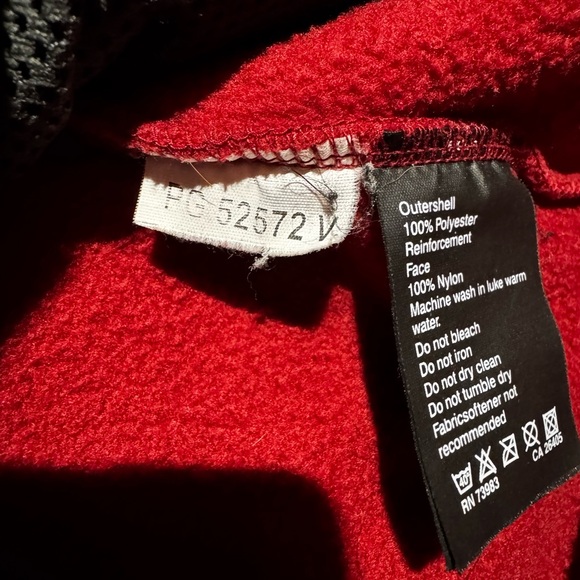 PG 52572
Outershell
100% Polyester
Reinforcement
Face
100% Nylon
Machine wash in luke warm
water.
Do not bleach
Do not iron
Do not dry clean
Do not tumble dry
Fabricsoftener not
recommended
40°
RN 73983
CA 26405